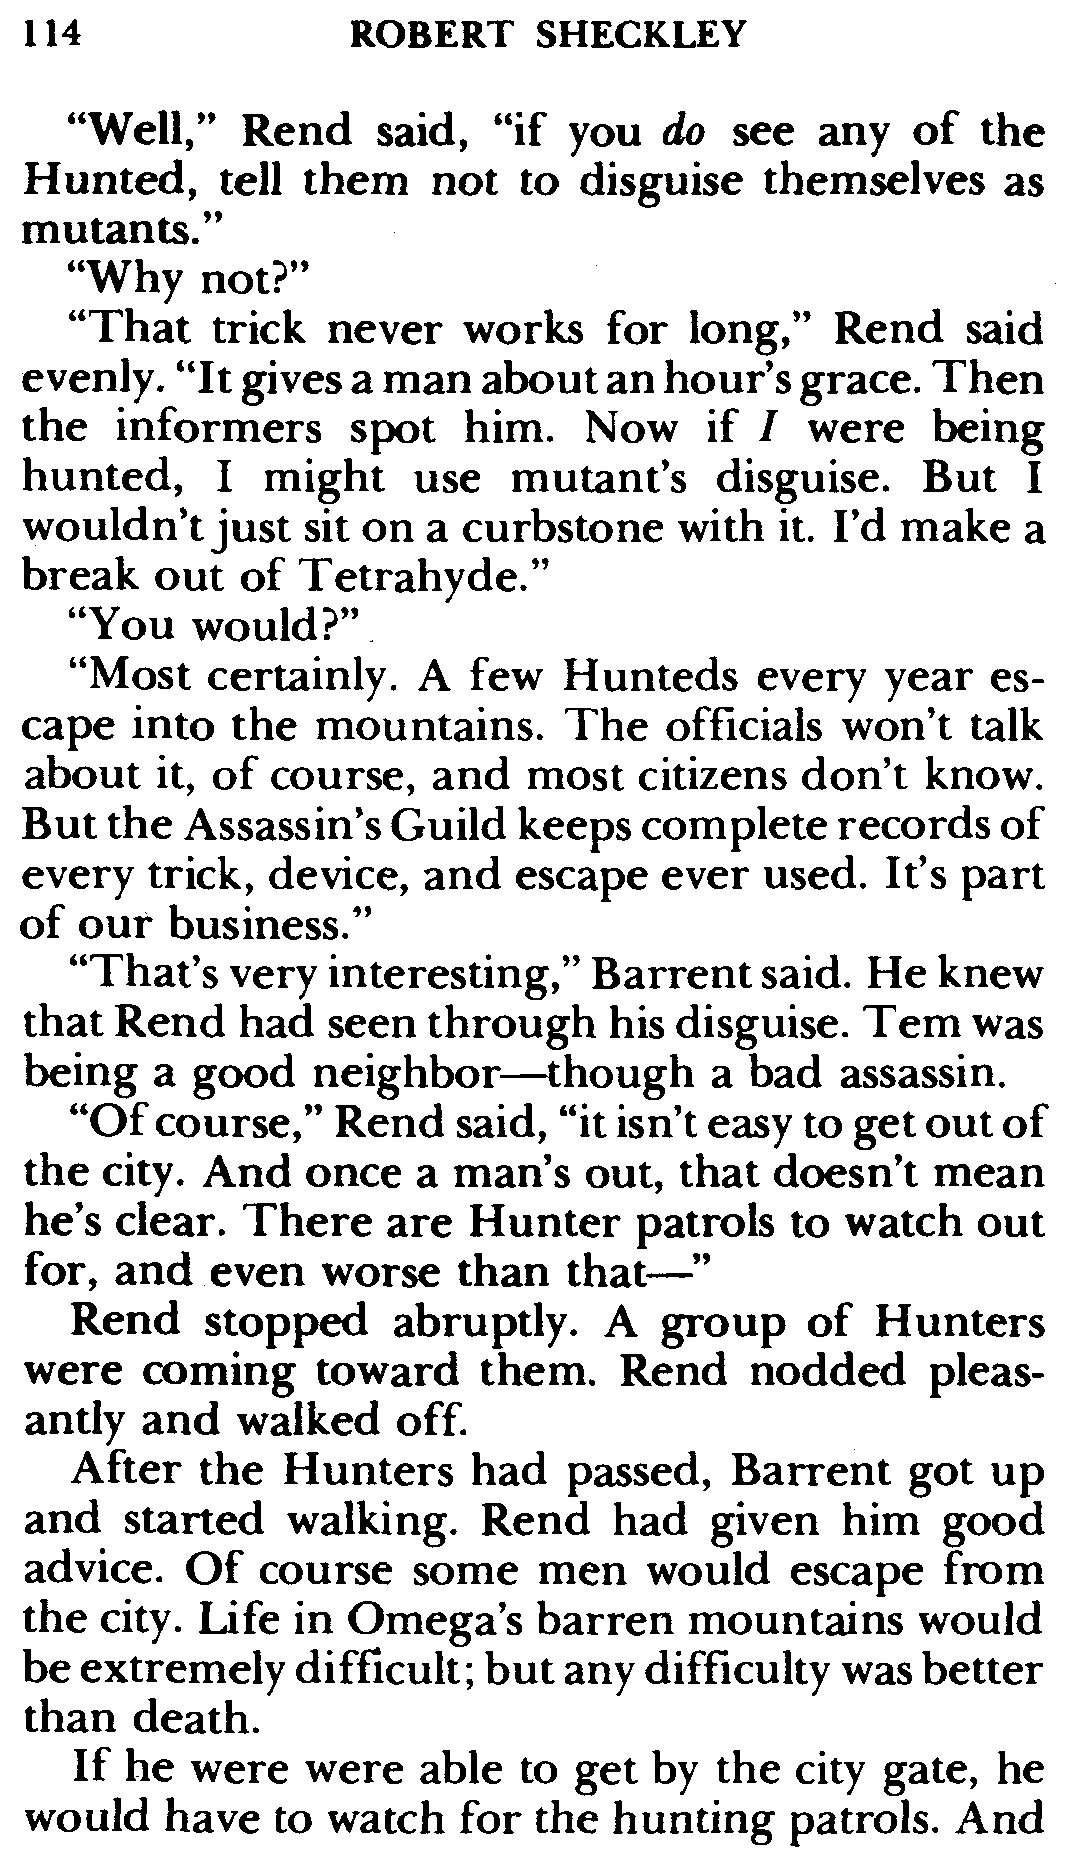 114 ROBERT SHECKLEY
“Well,” Rend said, “if you do see any of the
Hunted, tell them not to disguise themselves as
mutants.”
“Why not?”
“That trick never works for long,” Rend said
evenly. “It gives a man about an hour’s grace. Then
the informers spot him. Now if I were being
hunted, I might use mutant’s disguise. But I
wouldn’t just sit on a curbstone with it. I’d make a
break out of Tetrahyde.”
“You would?”
“Most certainly. A few Hunteds every year es-
cape into the mountains. The officials won’t talk
about it, of course, and most citizens don’t know.
But the Assassin’s Guild keeps complete records of
every trick, device, and escape ever used. It’s part
of our business.”
“That’s very interesting,” Barrent said. He knew
that Rend had seen through his disguise. Tem was
being a good neighbor—though a bad assassin.
“Of course,” Rend said, “it isn’t easy to get out of
the city. And once a man’s out, that doesn’t mean
he’s clear. There are Hunter patrols to watch out
for, and even worse than that—”
Rend stopped abruptly. A group of Hunters
were coming toward them. Rend nodded pleas-
antly and walked off.
After the Hunters had passed, Barrent got up
and started walking. Rend had given him good
advice. Of course some men would escape from
the city. Life in Omega’s barren mountains would
be extremely difficult; but any difficulty was better
than death.
If he were were able to get by the city gate, he
would have to watch for the hunting patrols. And